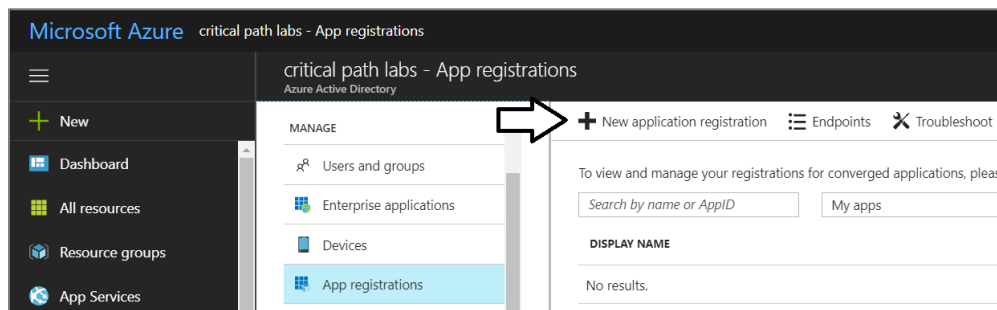 Microsoft Azure critical path labs - App registrations
critical path labs - App registrations
Azure Active Directory
New
Dashboard
All resources
Resource groups
App Services
MANAGE
Users and groups
Enterprise applications
Devices
App registrations
New application registration Endpoints Troubleshoot
To view and manage your registrations for converged applications, pleas
Search by name or AppID My apps
DISPLAY NAME
No results.